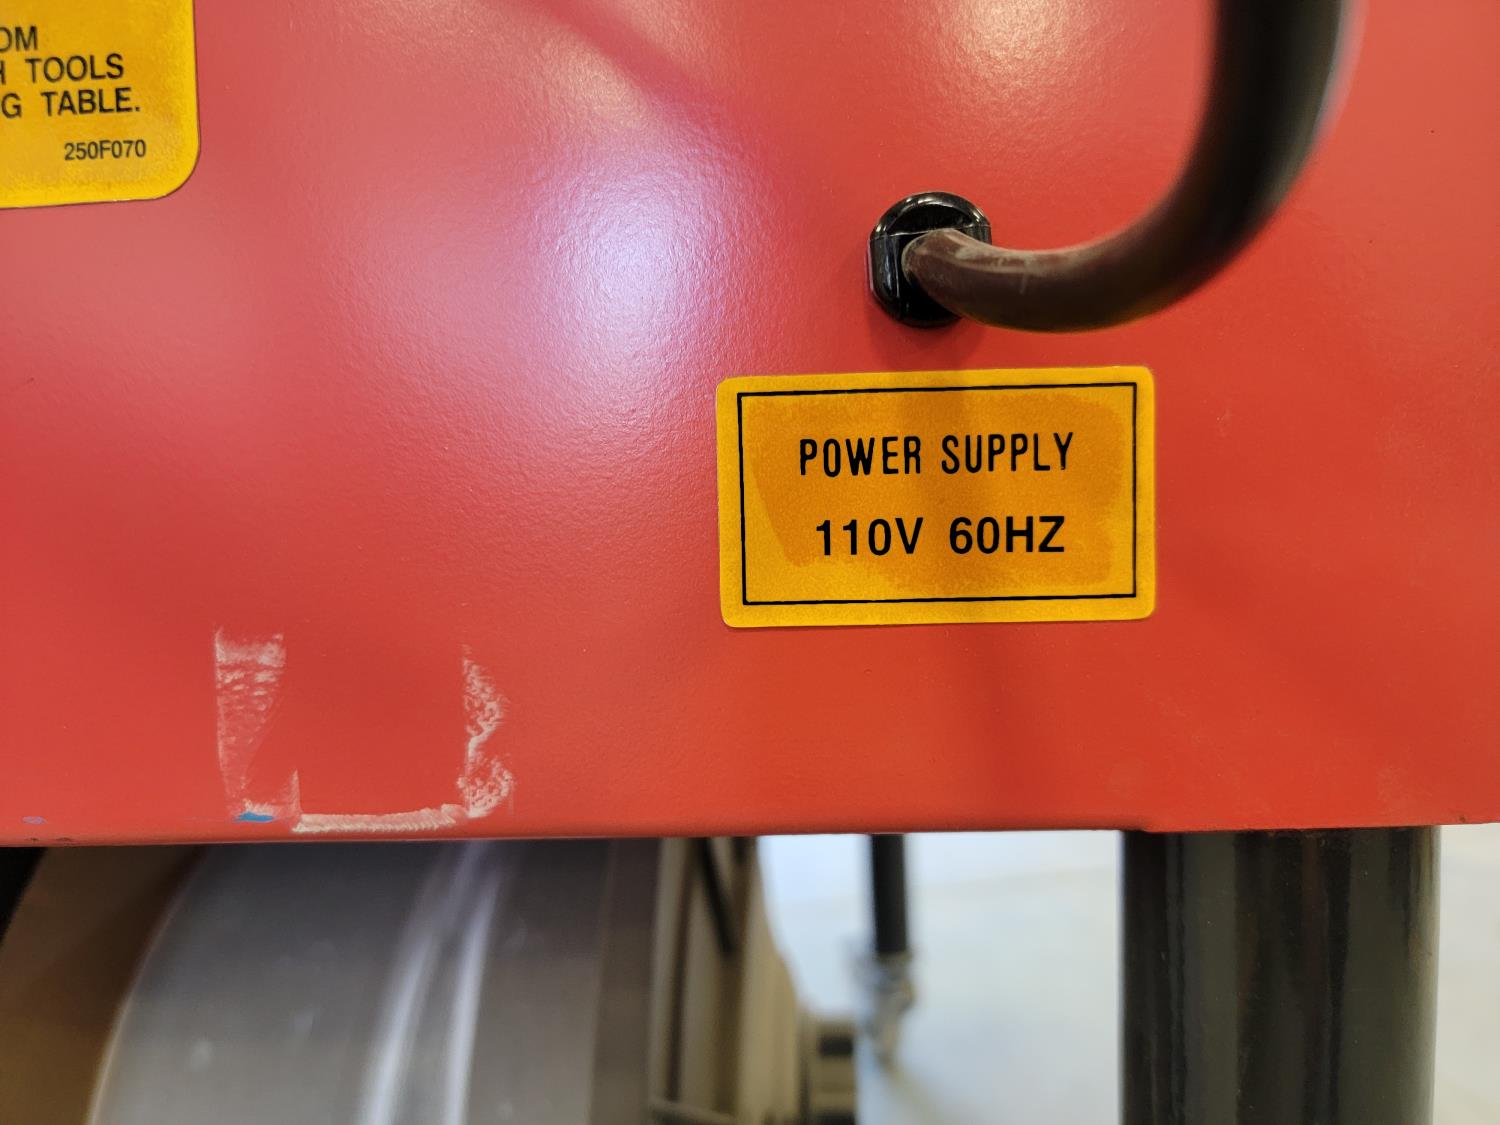 TOOLS
TABLE.
250F070
POWER SUPPLY
110V 60HZ